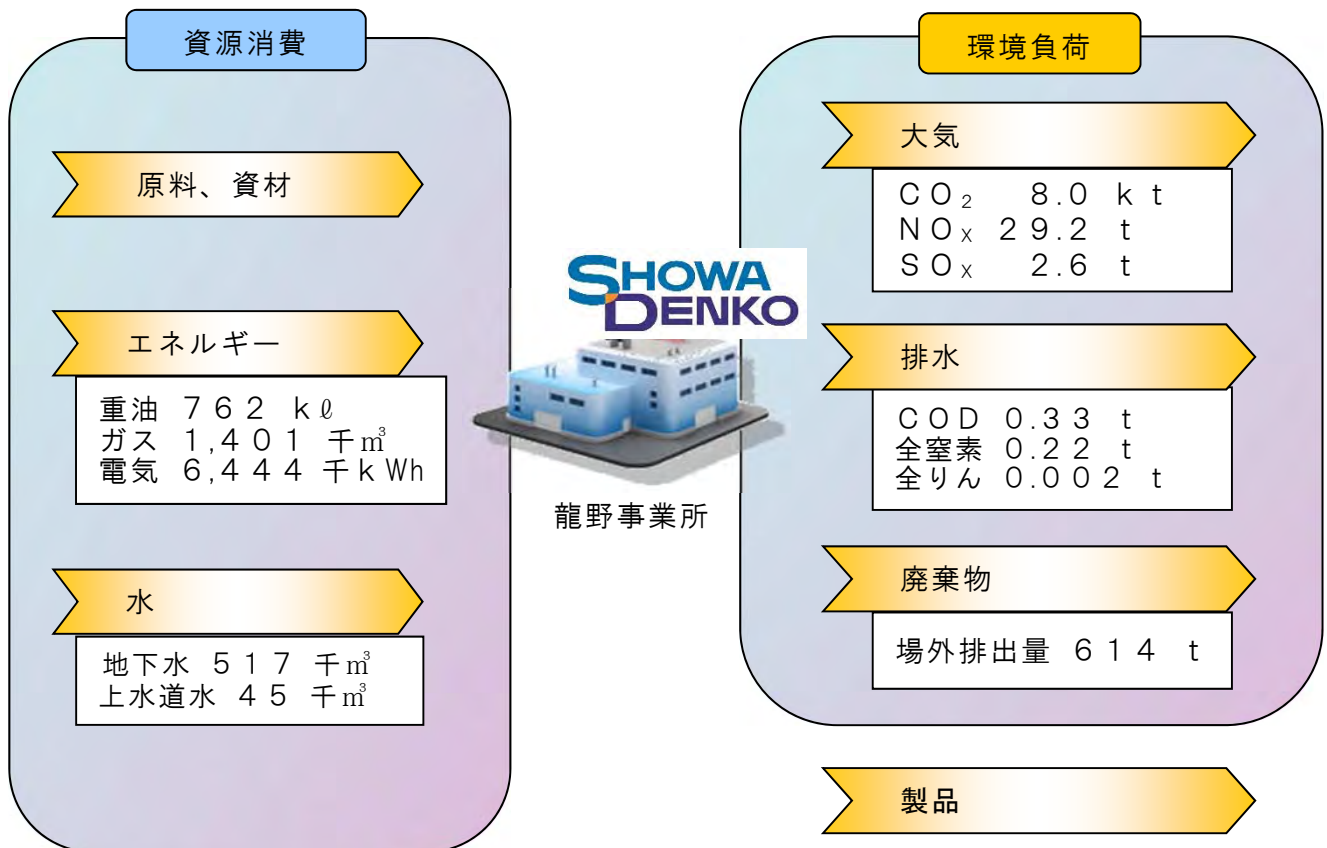 資源消費
原料、資材
エネルギー
重油 762 kℓ
ガス 1,401 千㎥
電気 6,444 千kWh
水
地下水 517 千㎥
上水道水 45 千㎥
SHOWA
DENKO
龍野事業所
環境負荷
大気
CO₂ 8.0 kt
NOx 29.2 t
SOx 2.6 t
排水
COD 0.33 t
全窒素 0.22 t
全りん 0.002 t
廃棄物
場外排出量 614 t
製品